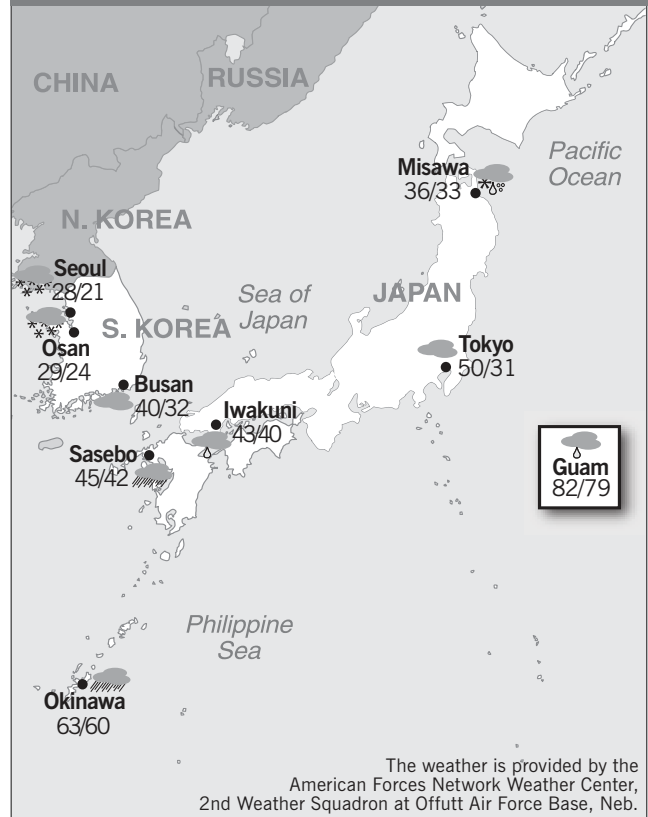 CHINA
RUSSIA
Pacific
Ocean
Misawa
36/33
N. KOREA
Seoul
28/21
Sea of
Japan
JAPAN
S. KOREA
Osan
29/24
Tokyo
50/31
Busan
40/32
Iwakuni
43/40
Sasebo
45/42
Guam
82/79
Philippine
Sea
Okinawa
63/60
The weather is provided by the
American Forces Network Weather Center,
2nd Weather Squadron at Offutt Air Force Base, Neb.